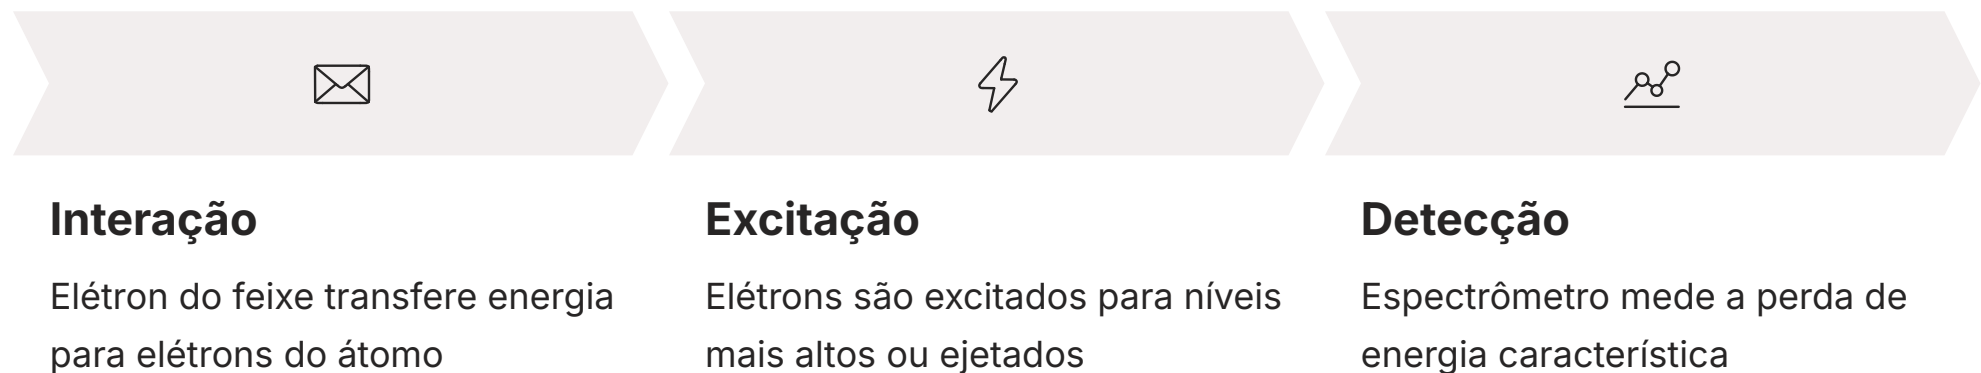 Interação
Elétron do feixe transfere energia
para elétrons do átomo
Excitação
Elétrons são excitados para níveis
mais altos ou ejetados
Detecção
Espectrômetro mede a perda de
energia característica